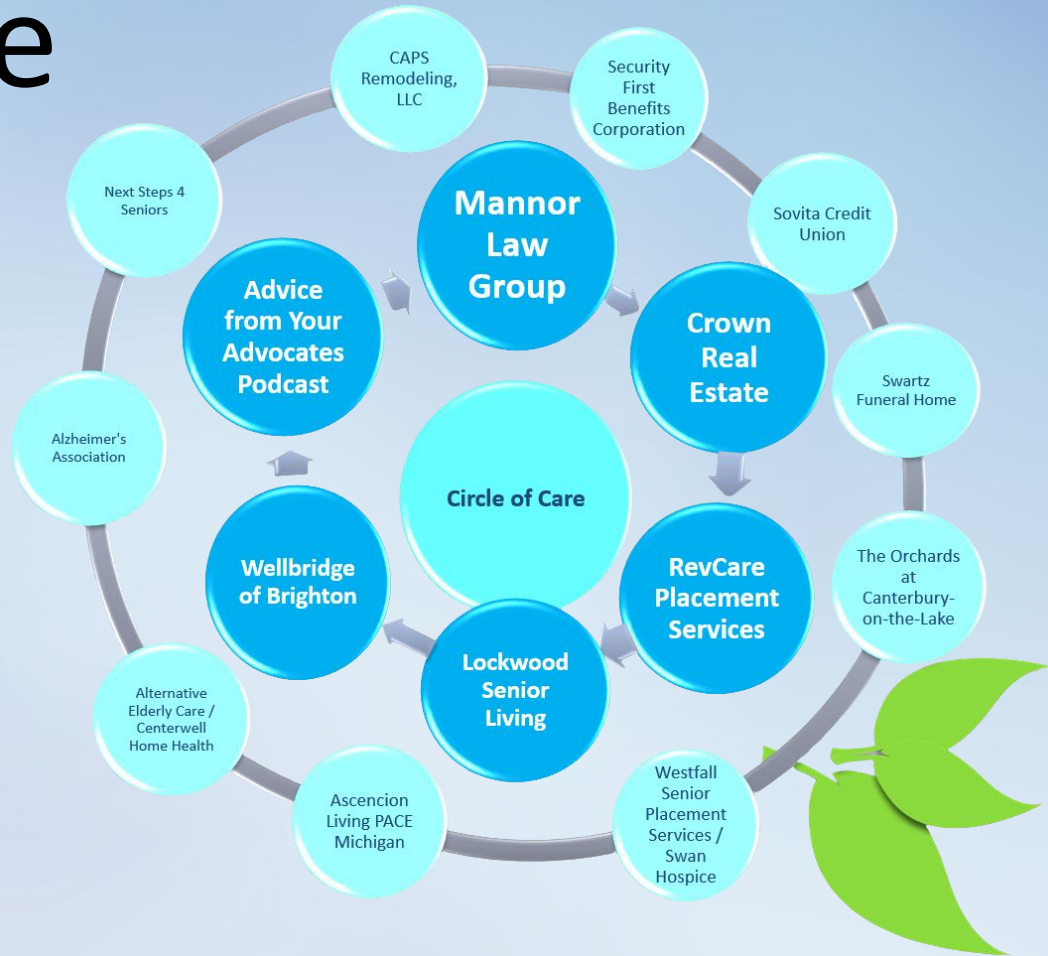 e
CAPS
Remodeling,
LLC
Security
First
Benefits
Corporation
Sovita Credit
Union
Swartz
Funeral Home
The Orchards
at
Canterbury-
on-the-Lake
Westfall
Senior
Placement
Services /
Swan
Hospice
Ascencion
Living PACE
Michigan
Alternative
Elderly Care /
Centerwell
Home Health
Alzheimer's
Association
Next Steps 4
Seniors
Mannor
Law
Group
Crown
Real
Estate
RevCare
Placement
Services
Lockwood
Senior
Living
Wellbridge
of Brighton
Advice
from Your
Advocates
Podcast
Circle of Care